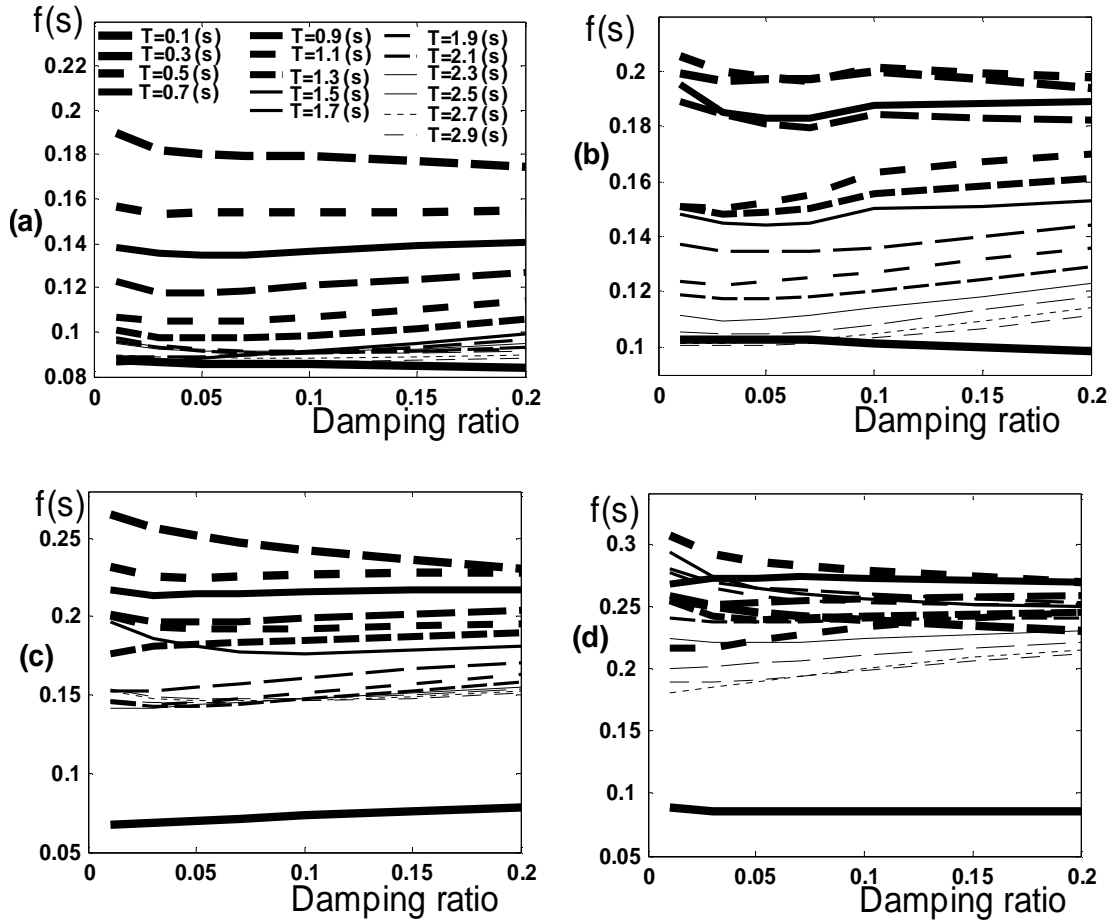 f(s)
T=0.1 (s)
T=0.3 (s)
T=0.5 (s)
T=0.7 (s)
T=0.9 (s)
T=1.1 (s)
T=1.3 (s)
T=1.5 (s)
T=1.7 (s)
T=1.9 (s)
T=2.1 (s)
T=2.3 (s)
T=2.5 (s)
T=2.7 (s)
T=2.9 (s)
0.22
0.2
0.18
0.16
0.14
0.12
0.1
0.08
(a)
0 0.05 0.1 0.15 0.2
Damping ratio
f(s)
0.2
0.18
0.16
0.14
0.12
0.1
(b)
0 0.05 0.1 0.15 0.2
Damping ratio
f(s)
0.25
0.2
0.15
0.1
0.05
(c)
0 0.05 0.1 0.15 0.2
Damping ratio
f(s)
0.3
0.25
0.2
0.15
0.1
0.05
(d)
0 0.05 0.1 0.15 0.2
Damping ratio